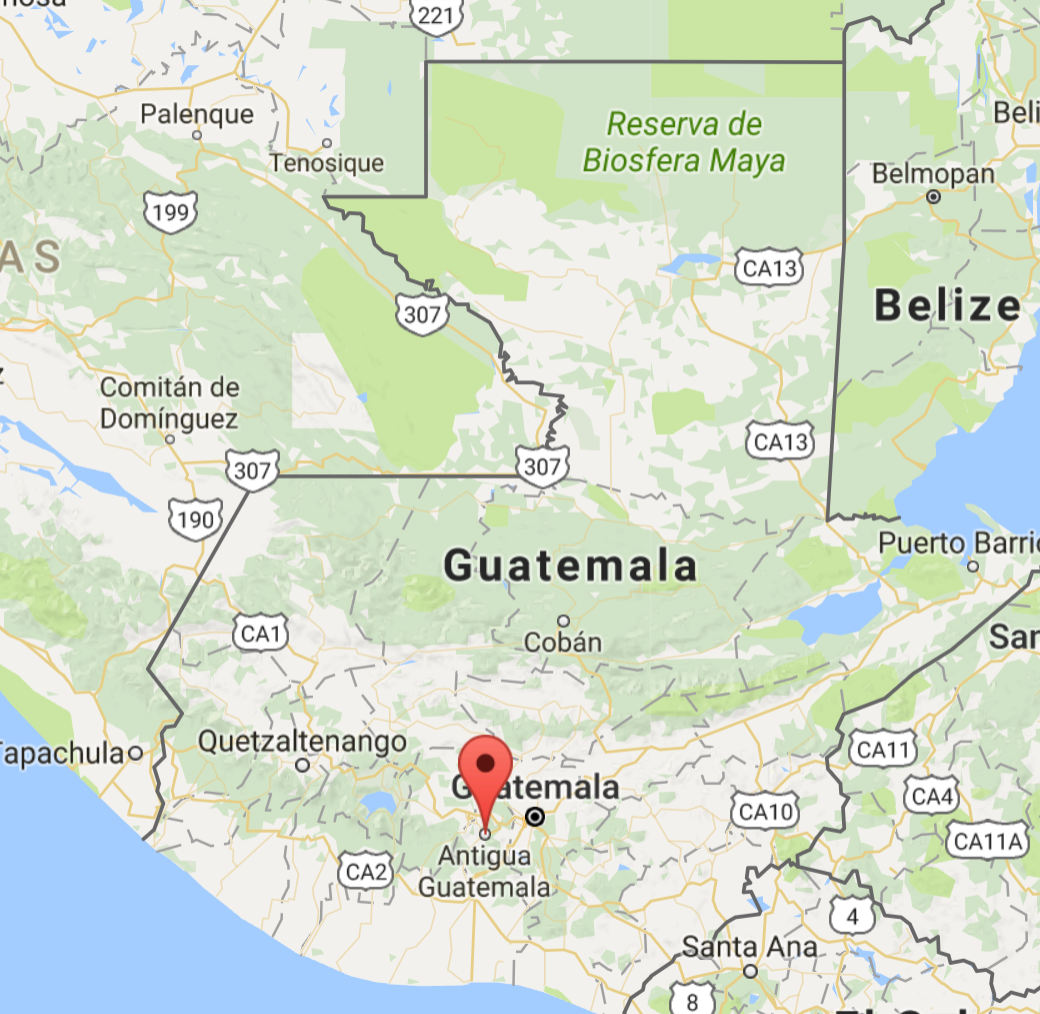 221
Palenque
Tenosique
Reserva de
Biosfera Maya
Beli
Belmopan
199
AS
CA13
307
Belize
Comitán de
Domínguez
CA13
307
307
190
Puerto Barrio
Guatemala
CA1
Cobán
San
Quetzaltenango
Tapachula
CA11
Guatemala
CA4
CA10
CA11A
Antigua
Guatemala
CA2
4
Santa Ana
8